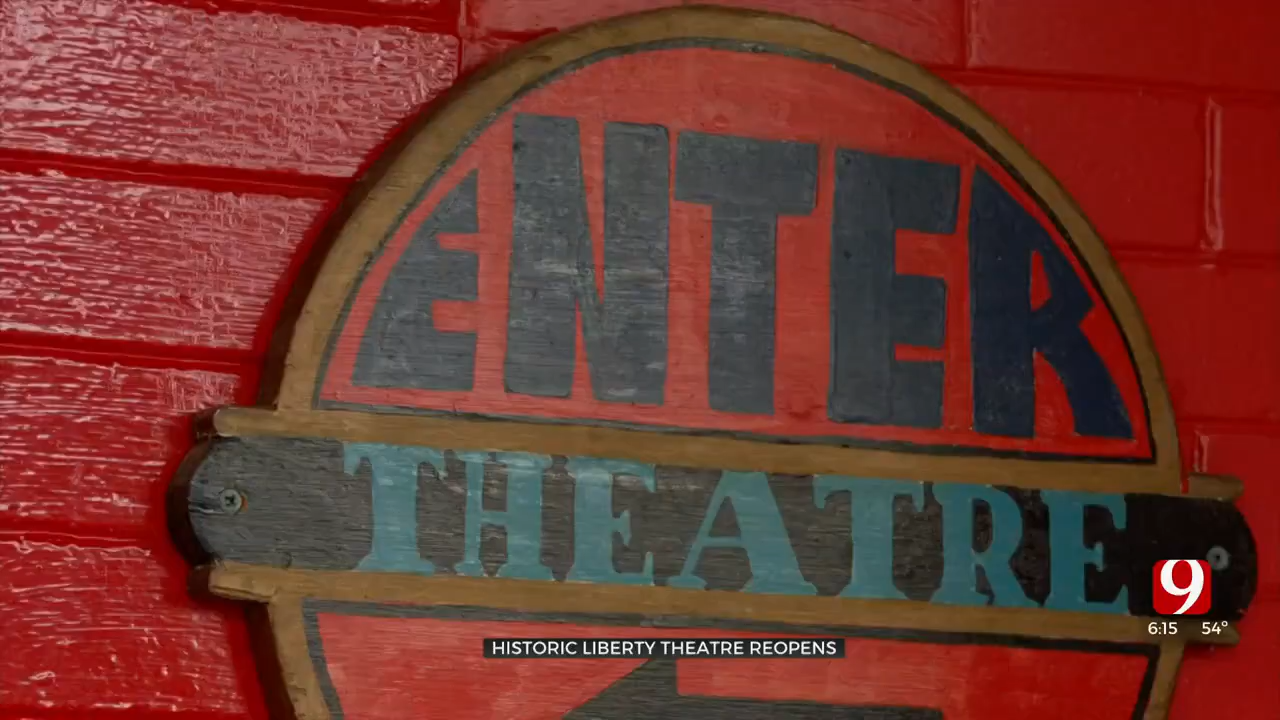 ENTER
THEATRE
9
6:15 54°
HISTORIC LIBERTY THEATRE REOPENS